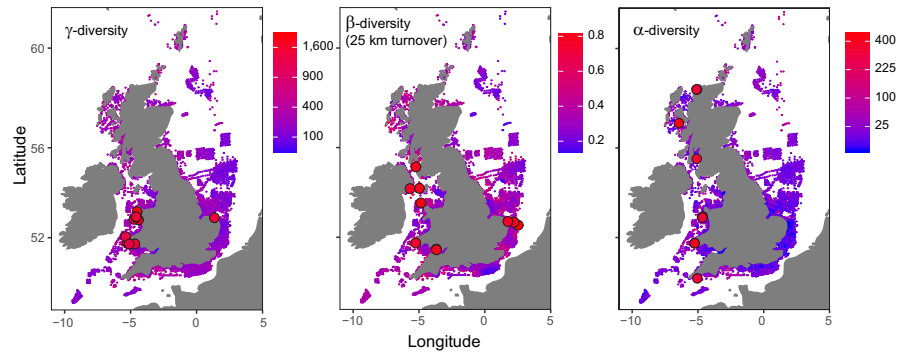 γ-diversity
1,600
900
400
100
β-diversity
(25 km turnover)
0.8
0.6
0.4
0.2
α-diversity
400
225
100
25
Latitude
60
56
52
−10 −5 0 5
−10 −5 0 5
−10 −5 0 5
Longitude